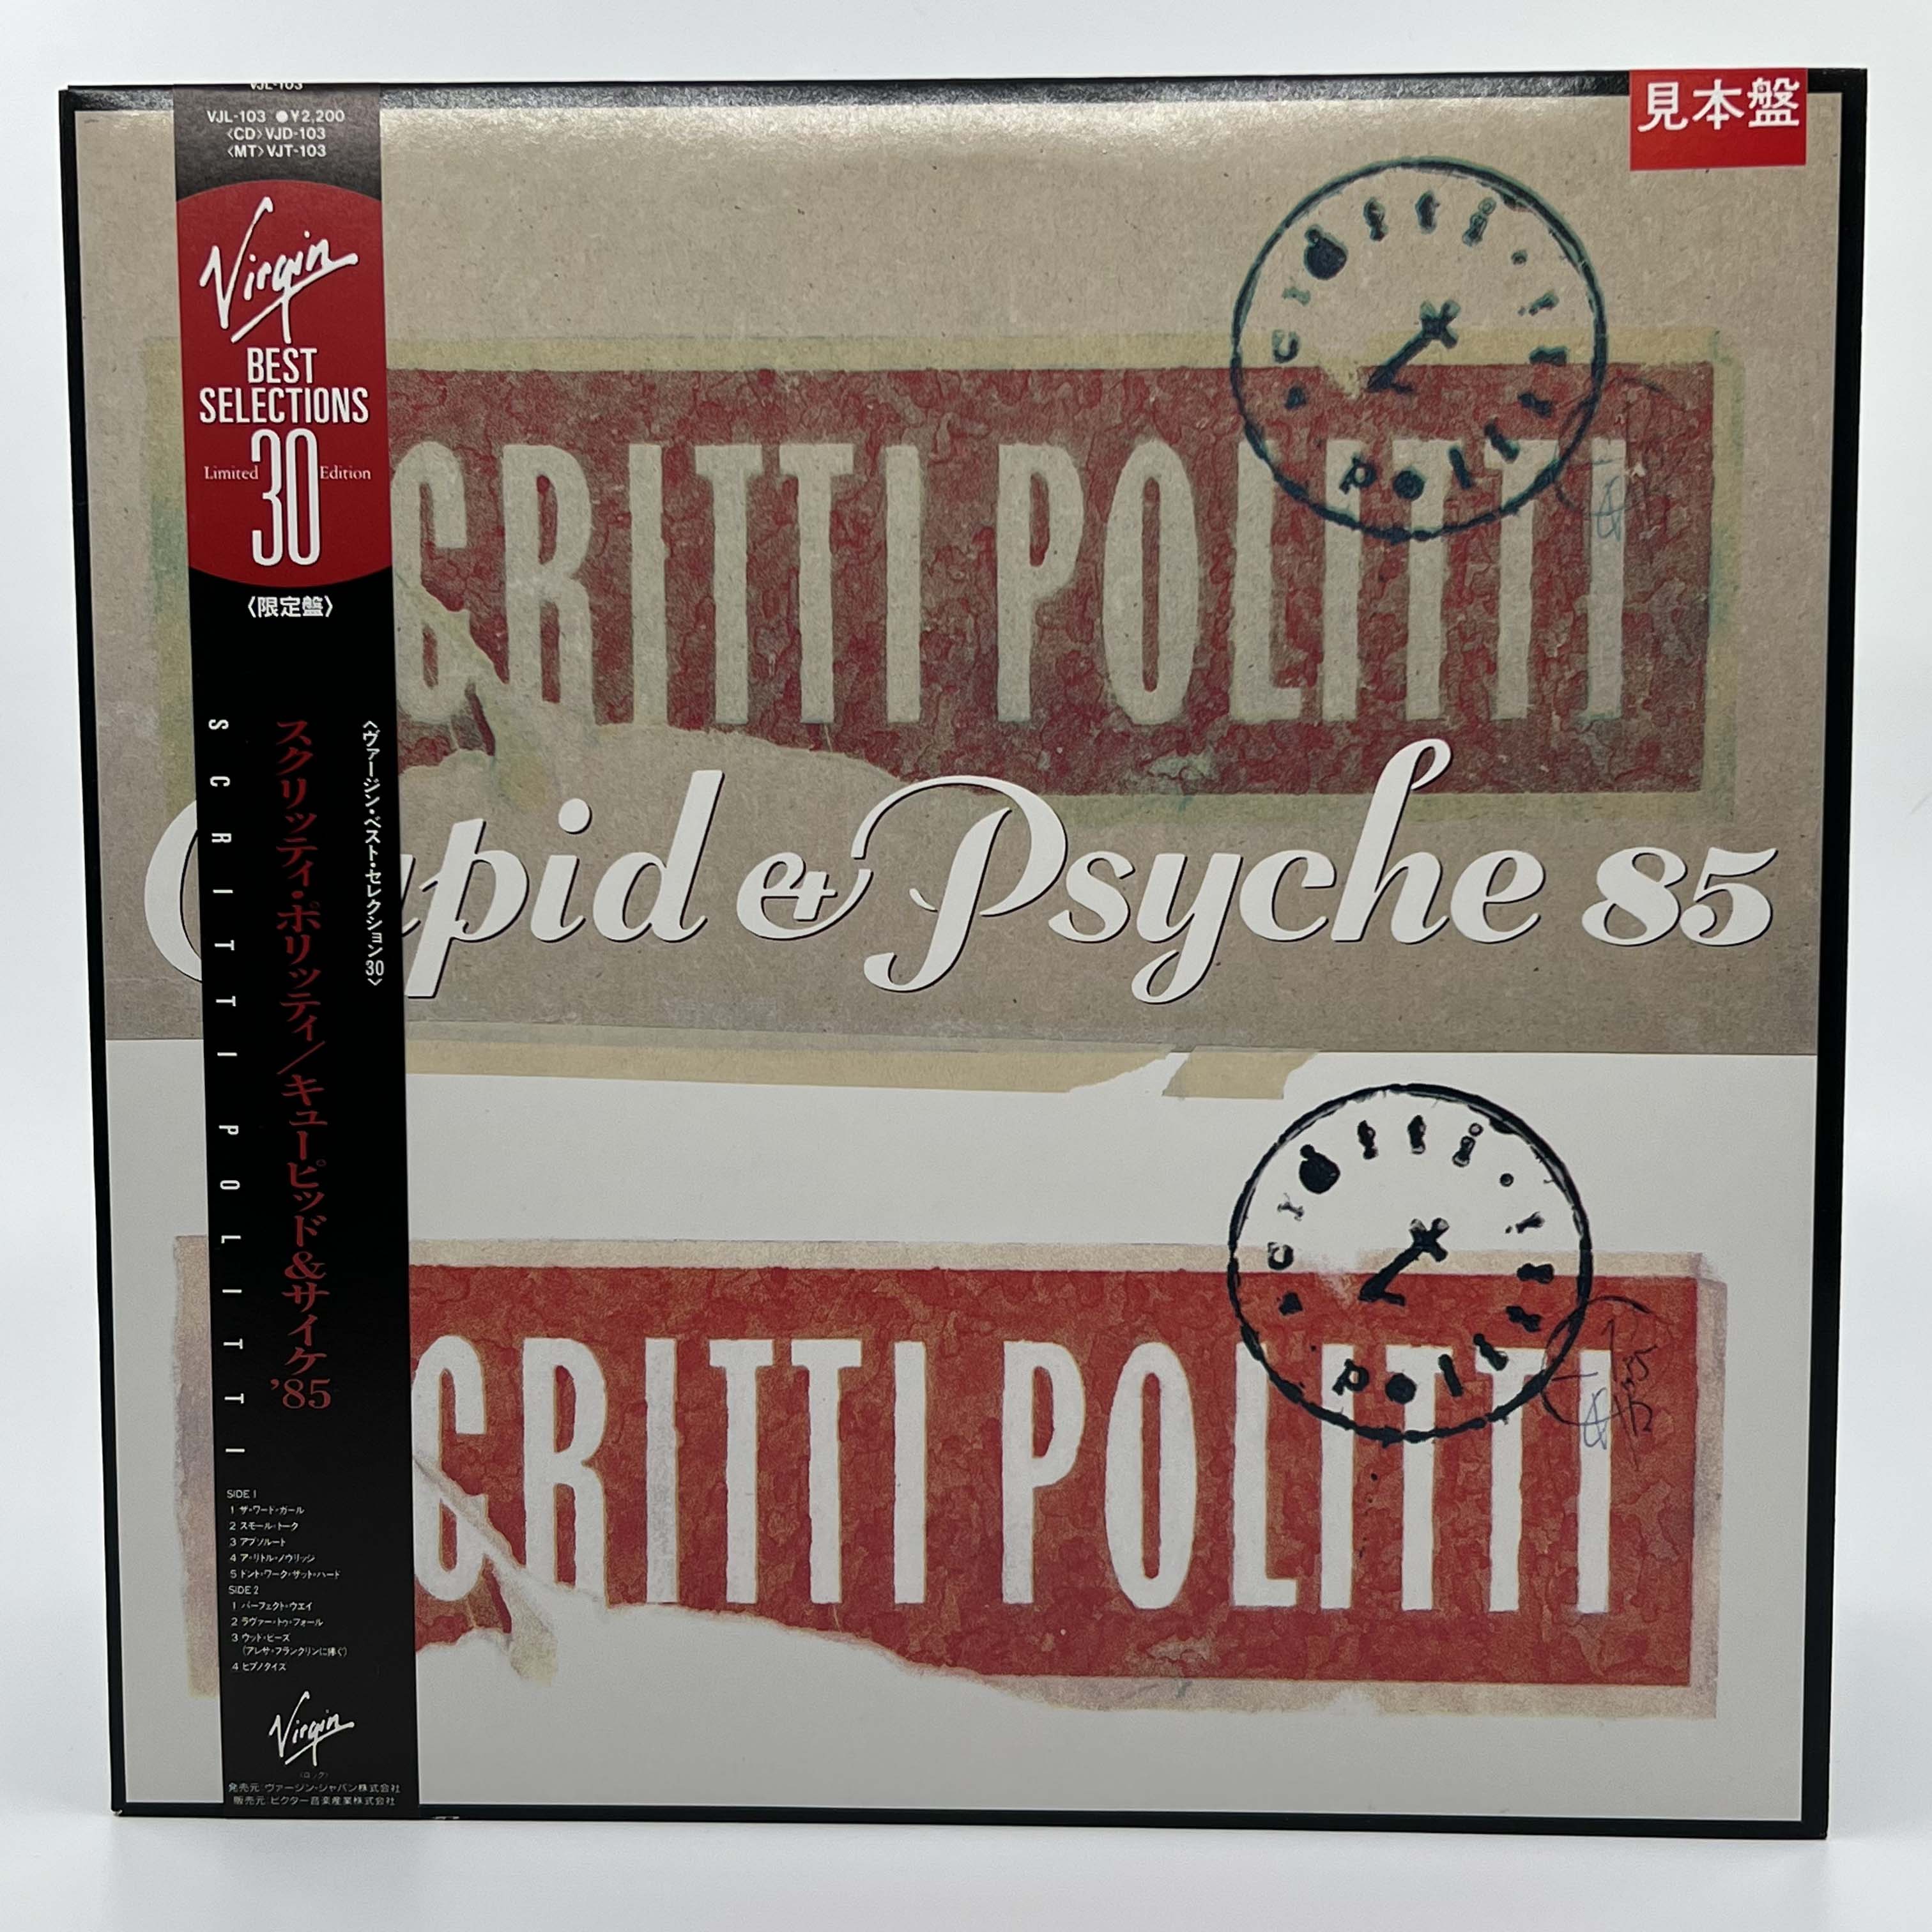 VJL-103
VJL-103 ●¥2,200
〈CD〉VJD-103
〈MT〉VJT-103
Virgin
BEST
SELECTIONS
Limited 30 Edition
〈限定盤〉
〈ヴァージン・ベスト・セレクション30〉
スクリッティ・ポリッティ/キューピッド&サイケ'85
SCRITTI POLITTI
SIDE 1
1 ザ・ワード・ガール
2 スモール・トーク
3 アブソルート
4 ア・リトル・ノウリッジ
5 ドント・ワーク・ザット・ハード
SIDE 2
1 パーフェクト・ウエイ
2 ラヴァー・トゥ・フォール
3 ウッド・ビーズ
(アレサ・フランクリンに捧ぐ)
4 ヒプノタイズ
Virgin
〈ロック〉
発売元:ヴァージン・ジャパン株式会社
販売元:ビクター音楽産業株式会社
見本盤
CRITTI POLITTI
Cupid & Psyche 85
CRITTI POLITTI